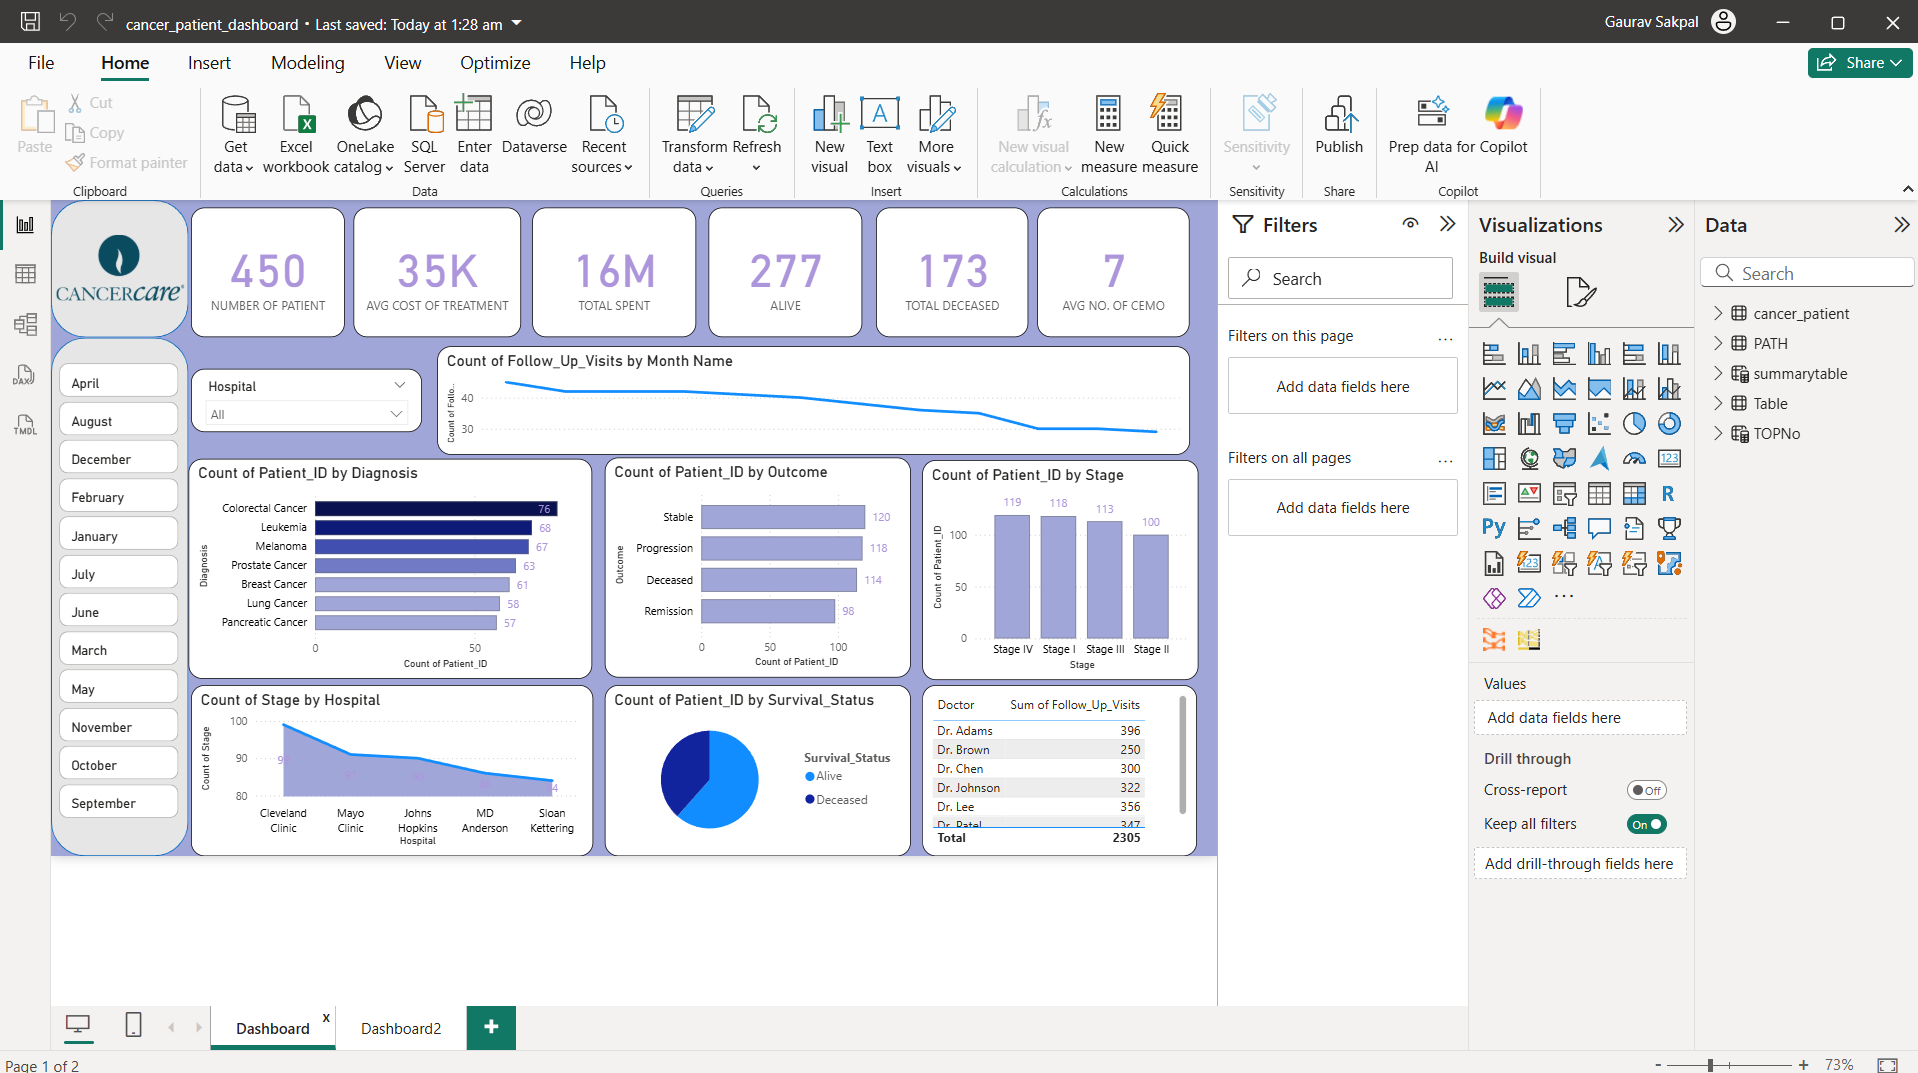 cancer_patient_dashboard • Last saved: Today at 1:28 am
Gaurav Sakpal
File Home Insert Modeling View Optimize Help
Share
Paste
Cut
Copy
Format painter
Clipboard
Get data
Excel workbook
OneLake catalog
SQL Server
Enter data
Dataverse
Recent sources
Data
Transform data
Refresh
Queries
New visual
Text box
More visuals
Insert
New visual calculation
New measure
Quick measure
Calculations
Sensitivity
Sensitivity
Publish
Share
Prep data for AI
Copilot
Copilot
CANCERcare®
450
NUMBER OF PATIENT
35K
AVG COST OF TREATMENT
16M
TOTAL SPENT
277
ALIVE
173
TOTAL DECEASED
7
AVG NO. OF CEMO
April
August
December
February
January
July
June
March
May
November
October
September
Hospital
All
Count of Follow_Up_Visits by Month Name
Count of Follo...
40
30
Count of Patient_ID by Diagnosis
Diagnosis
Colorectal Cancer 76
Leukemia 68
Melanoma 67
Prostate Cancer 63
Breast Cancer 61
Lung Cancer 58
Pancreatic Cancer 57
0 50
Count of Patient_ID
Count of Patient_ID by Outcome
Outcome
Stable 120
Progression 118
Deceased 114
Remission 98
0 50 100
Count of Patient_ID
Count of Patient_ID by Stage
Count of Patient_ID
119 118 113 100
100
50
0
Stage IV Stage I Stage III Stage II
Stage
Count of Stage by Hospital
Count of Stage
100
90
80
Cleveland Clinic
Mayo Clinic
Johns Hopkins
MD Anderson
Sloan Kettering
Hospital
Count of Patient_ID by Survival_Status
Survival_Status
Alive
Deceased
Doctor Sum of Follow_Up_Visits
Dr. Adams 396
Dr. Brown 250
Dr. Chen 300
Dr. Johnson 322
Dr. Lee 356
Dr. Patel 347
Total 2305
Filters
Search
Filters on this page ...
Add data fields here
Filters on all pages ...
Add data fields here
Visualizations
Build visual
123
R
Py
123
...
Values
Add data fields here
Drill through
Cross-report Off
Keep all filters On
Add drill-through fields here
Data
Search
cancer_patient
PATH
summarytable
Table
TOPNo
DAX
TMDL
Dashboard x
Dashboard2
+
Page 1 of 2
- + 73%